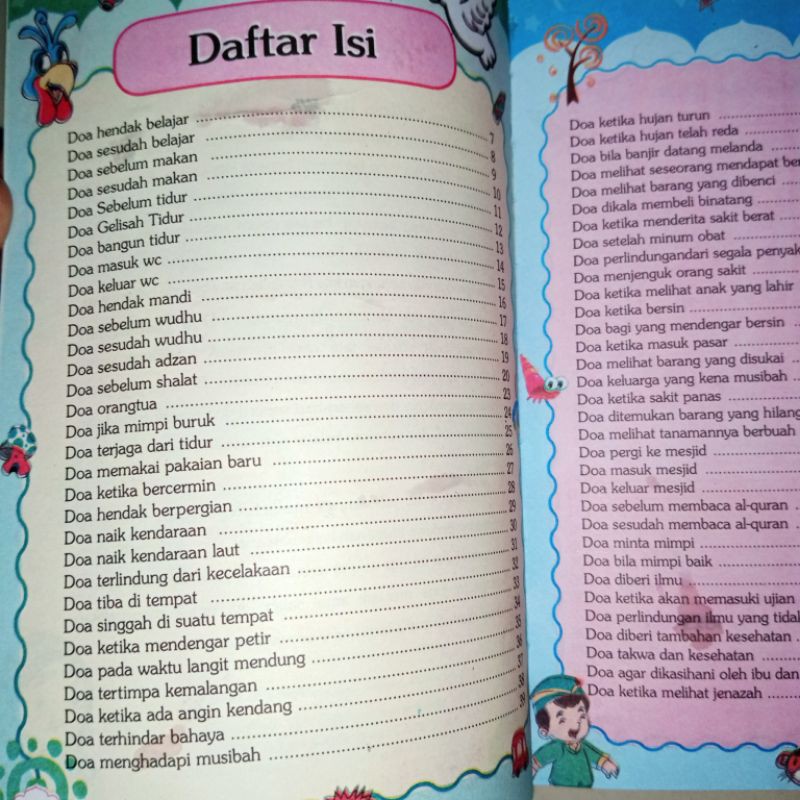 Daftar Isi
Doa hendak belajar ........ 7
Doa sesudah belajar ........ 8
Doa sebelum makan ........ 9
Doa sesudah makan ........ 10
Doa Sebelum tidur ........ 11
Doa Gelisah Tidur ........ 12
Doa bangun tidur ........ 13
Doa masuk wc ........ 14
Doa keluar wc ........ 15
Doa hendak mandi ........ 16
Doa sebelum wudhu ........ 17
Doa sesudah wudhu ........ 18
Doa sesudah adzan ........ 19
Doa sebelum shalat ........ 20
Doa orangtua ........ 23
Doa jika mimpi buruk ........ 24
Doa terjaga dari tidur ........ 25
Doa memakai pakaian baru ........ 26
Doa ketika bercermin ........ 27
Doa hendak berpergian ........ 28
Doa naik kendaraan ........ 29
Doa naik kendaraan laut ........ 30
Doa terlindung dari kecelakaan ........ 31
Doa tiba di tempat ........ 32
Doa singgah di suatu tempat ........ 33
Doa ketika mendengar petir ........ 34
Doa pada waktu langit mendung ........ 35
Doa tertimpa kemalangan ........ 36
Doa ketika ada angin kendang ........ 37
Doa terhindar bahaya ........ 38
Doa menghadapi musibah ........ 39
Doa ketika hujan turun ........
Doa ketika hujan telah reda ........
Doa bila banjir datang melanda ........
Doa melihat seseorang mendapat
Doa melihat barang yang dibenci ........
Doa dikala membeli binatang ........
Doa ketika menderita sakit berat ........
Doa setelah minum obat ........
Doa perlindungandari segala
Doa menjenguk orang sakit ........
Doa ketika melihat anak yang lahir
Doa ketika bersin ........
Doa bagi yang mendengar bersin ........
Doa ketika masuk pasar ........
Doa melihat barang yang disukai ........
Doa keluarga yang kena musibah ........
Doa ketika sakit panas ........
Doa ditemukan barang yang hilang
Doa melihat tanamannya berbuah
Doa pergi ke mesjid ........
Doa masuk mesjid ........
Doa keluar mesjid ........
Doa sebelum membaca al-quran ........
Doa sesudah membaca al-quran ........
Doa minta mimpi ........
Doa bila mimpi baik ........
Doa diberi ilmu ........
Doa ketika akan memasuki ujian
Doa perlindungan ilmu yang
Doa diberi tambahan kesehatan ........
Doa takwa dan kesehatan ........
Doa agar dikasihani oleh ibu dan
Doa ketika melihat jenazah ........